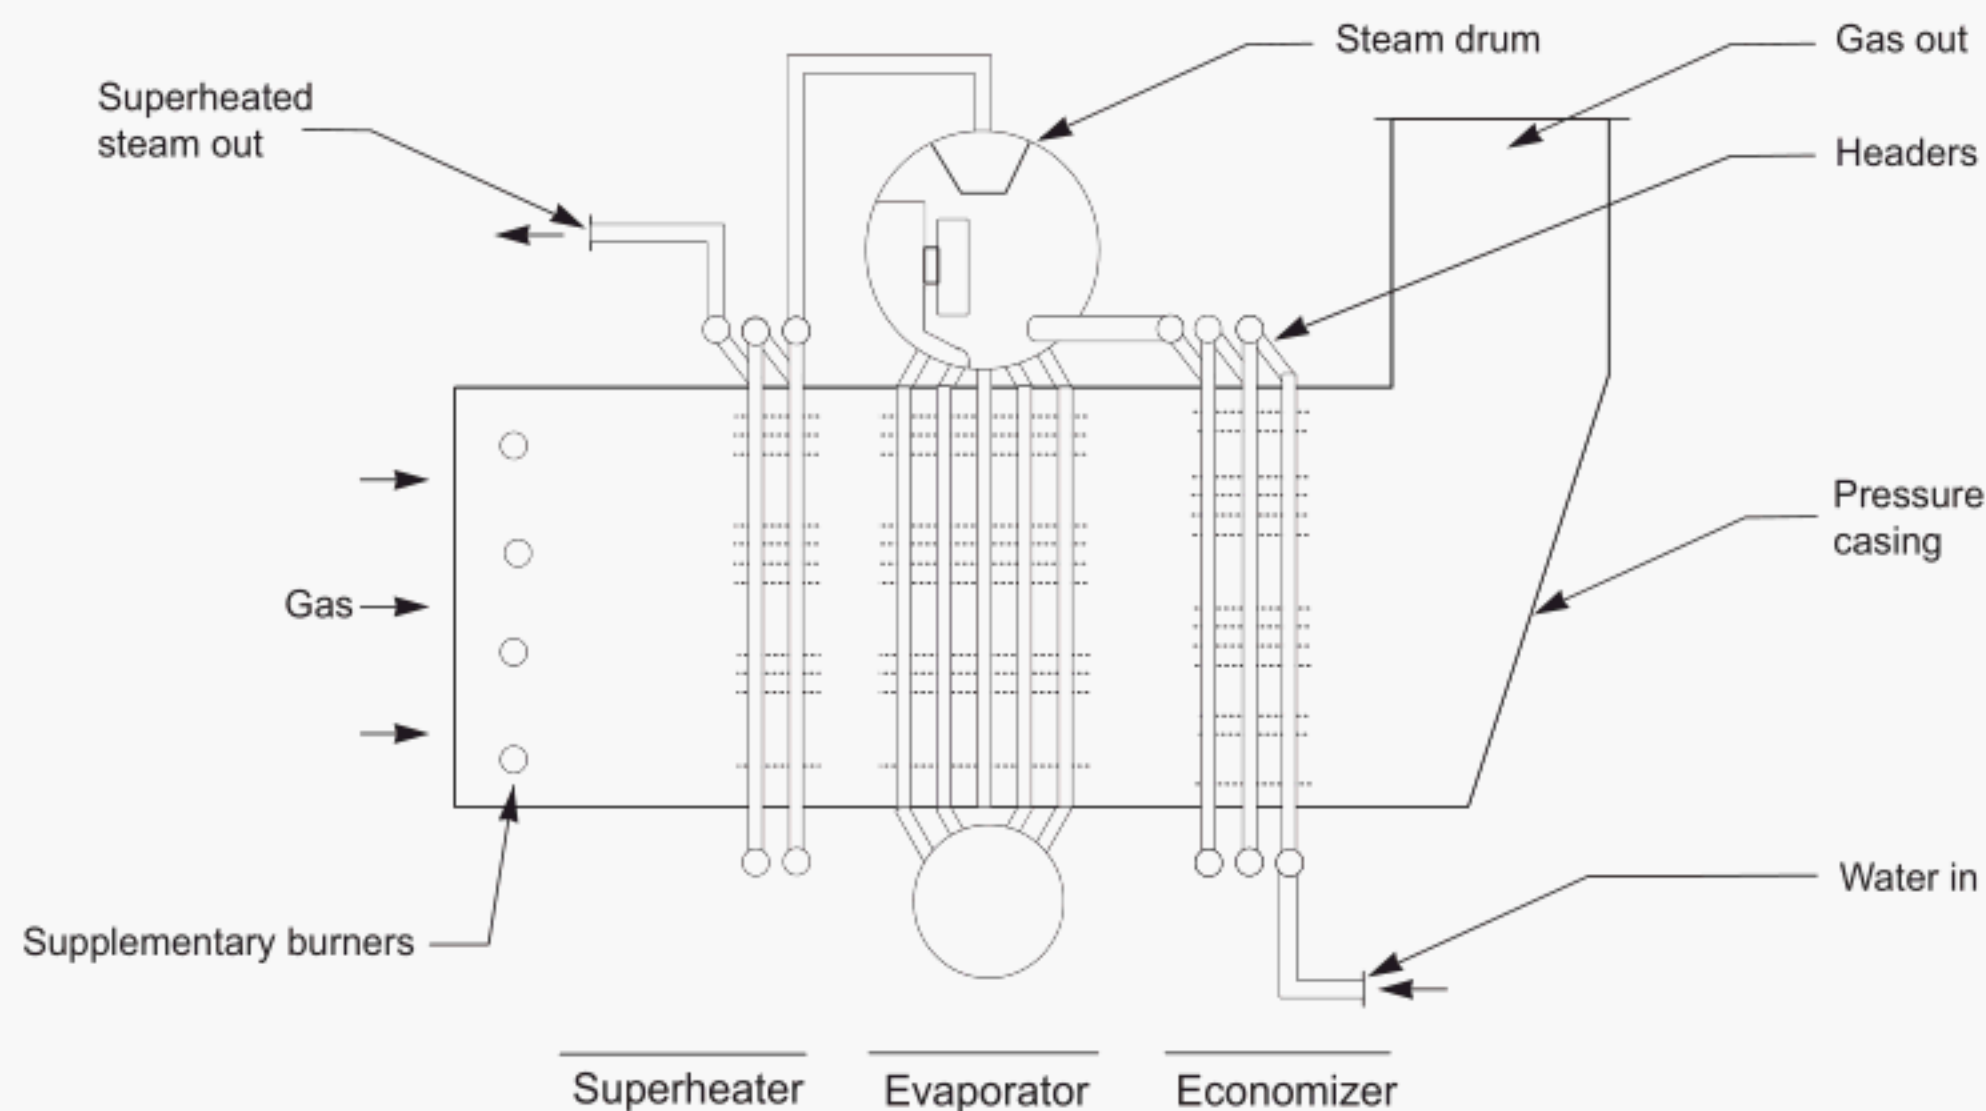 Steam drum
Gas out
Superheated
steam out
Headers
Pressure
casing
Gas
Water in
Supplementary burners
Superheater
Evaporator
Economizer